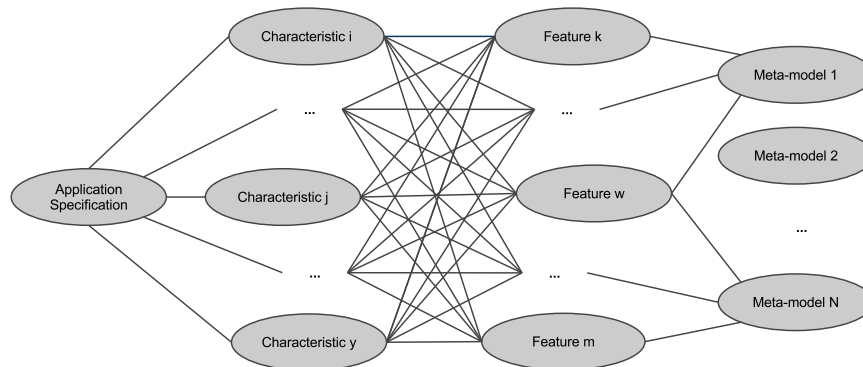 Characteristic i
Feature k
Meta-model 1
...
...
Meta-model 2
Application
Specification
Characteristic j
Feature w
...
...
...
Meta-model N
Characteristic y
Feature m